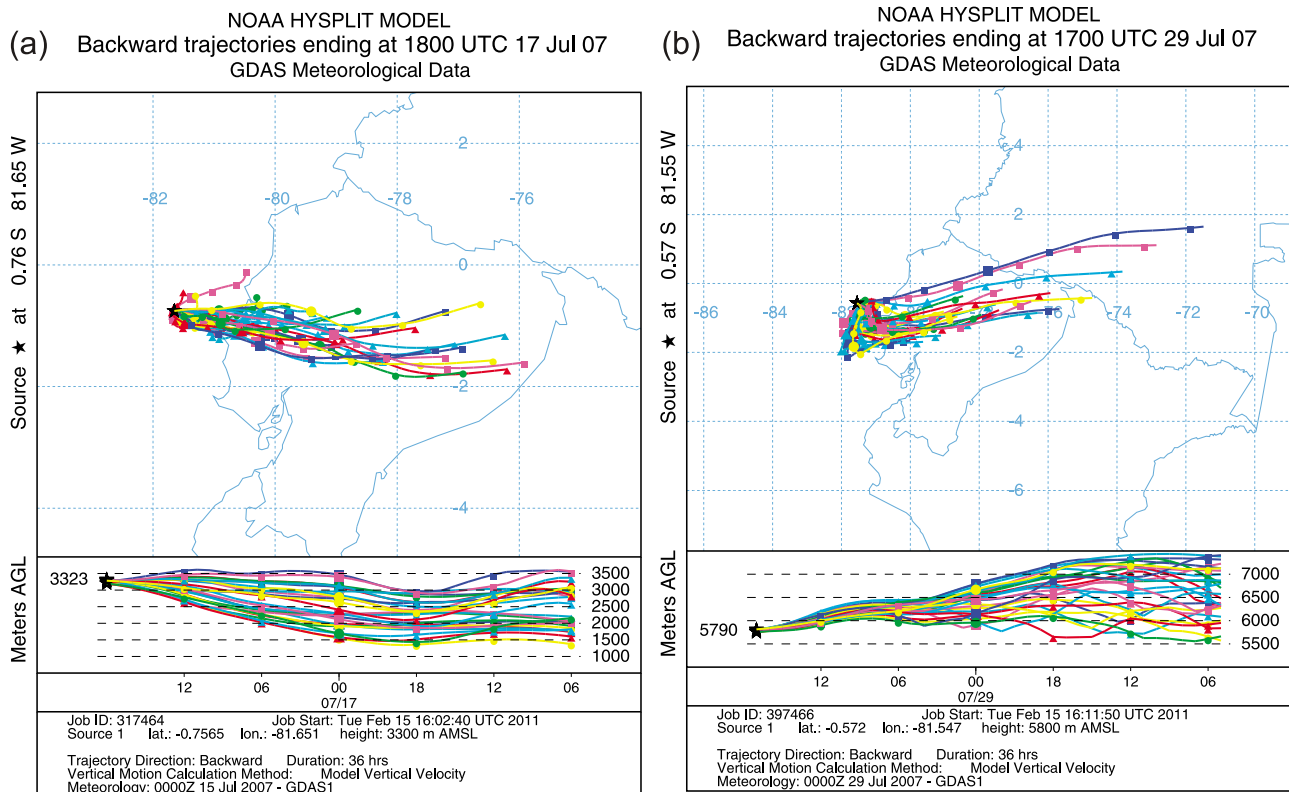 (a)
NOAA HYSPLIT MODEL
Backward trajectories ending at 1800 UTC 17 Jul 07
GDAS Meteorological Data
Source ★ at 0.76 S 81.65 W
2
-82 -80 -78 -76
0
-2
-4
Meters AGL
3323
3500
3000
2500
2000
1500
1000
12 06 00 18 12 06
07/17
Job ID: 317464 Job Start: Tue Feb 15 16:02:40 UTC 2011
Source 1 lat.: -0.7565 lon.: -81.651 height: 3300 m AMSL
Trajectory Direction: Backward Duration: 36 hrs
Vertical Motion Calculation Method: Model Vertical Velocity
Meteorology: 0000Z 15 Jul 2007 - GDAS1
(b)
NOAA HYSPLIT MODEL
Backward trajectories ending at 1700 UTC 29 Jul 07
GDAS Meteorological Data
Source ★ at 0.57 S 81.55 W
4
2
-86 -84 -74 -72 -70
-2
-4
-6
Meters AGL
5790
7000
6500
6000
5500
12 06 00 18 12 06
07/29
Job ID: 397466 Job Start: Tue Feb 15 16:11:50 UTC 2011
Source 1 lat.: -0.572 lon.: -81.547 height: 5800 m AMSL
Trajectory Direction: Backward Duration: 36 hrs
Vertical Motion Calculation Method: Model Vertical Velocity
Meteorology: 0000Z 29 Jul 2007 - GDAS1